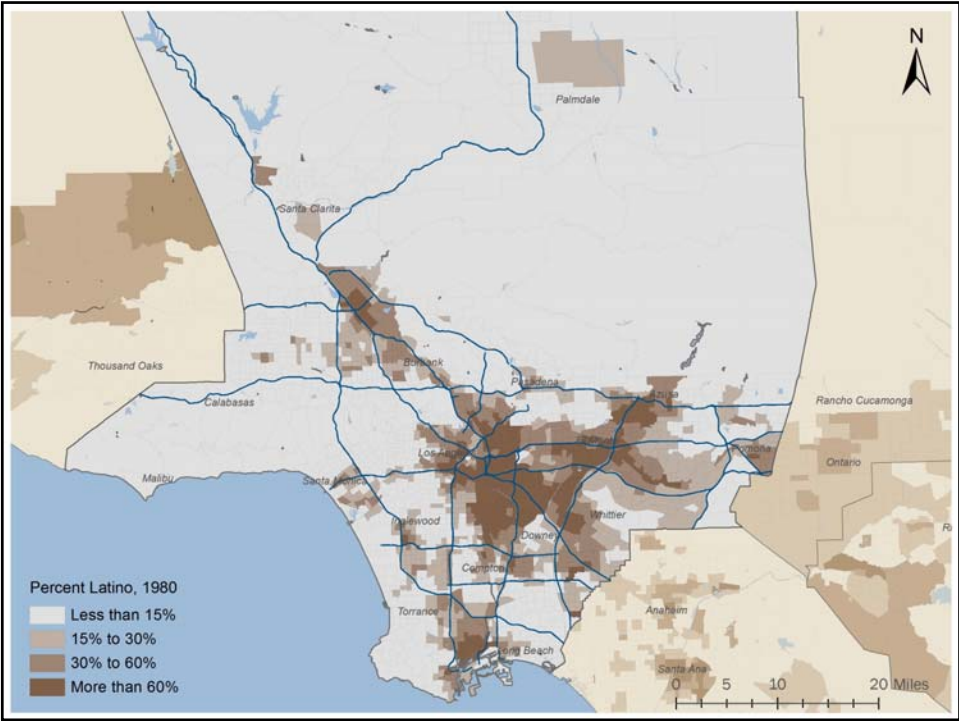 N
Palmdale
Santa Clarita
Thousand Oaks
Burbank
Pasadena
Azusa
Calabasas
Rancho Cucamonga
Los
Pomona
Ontario
Malibu
Santa Monica
Inglewood
Whittier
Downey
Compton
Torrance
Anaheim
Long Beach
Santa Ana
Percent Latino, 1980
Less than 15%
15% to 30%
30% to 60%
More than 60%
0 5 10 20 Miles